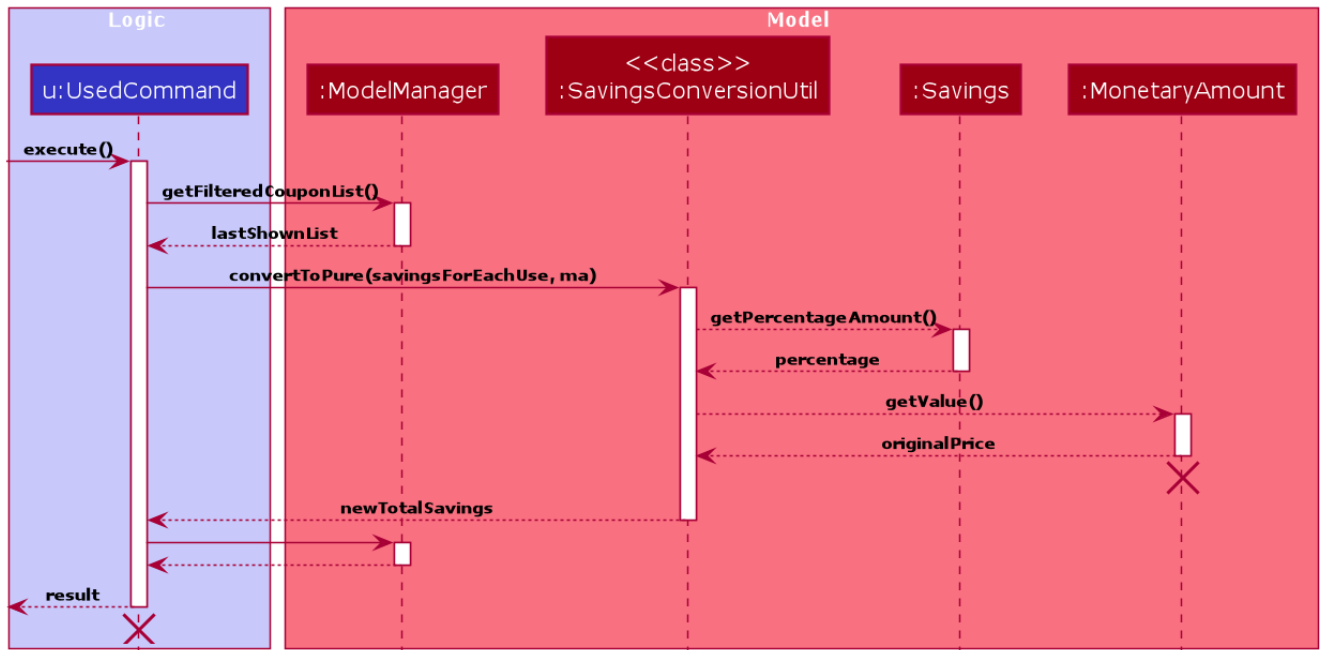 Logic
Model
u:UsedCommand
:ModelManager
<<class>>
:SavingsConversionUtil
:Savings
:MonetaryAmount
execute()
getFilteredCouponList()
lastShownList
convertToPure(savingsForEachUse, ma)
getPercentageAmount()
percentage
getValue()
originalPrice
newTotalSavings
result